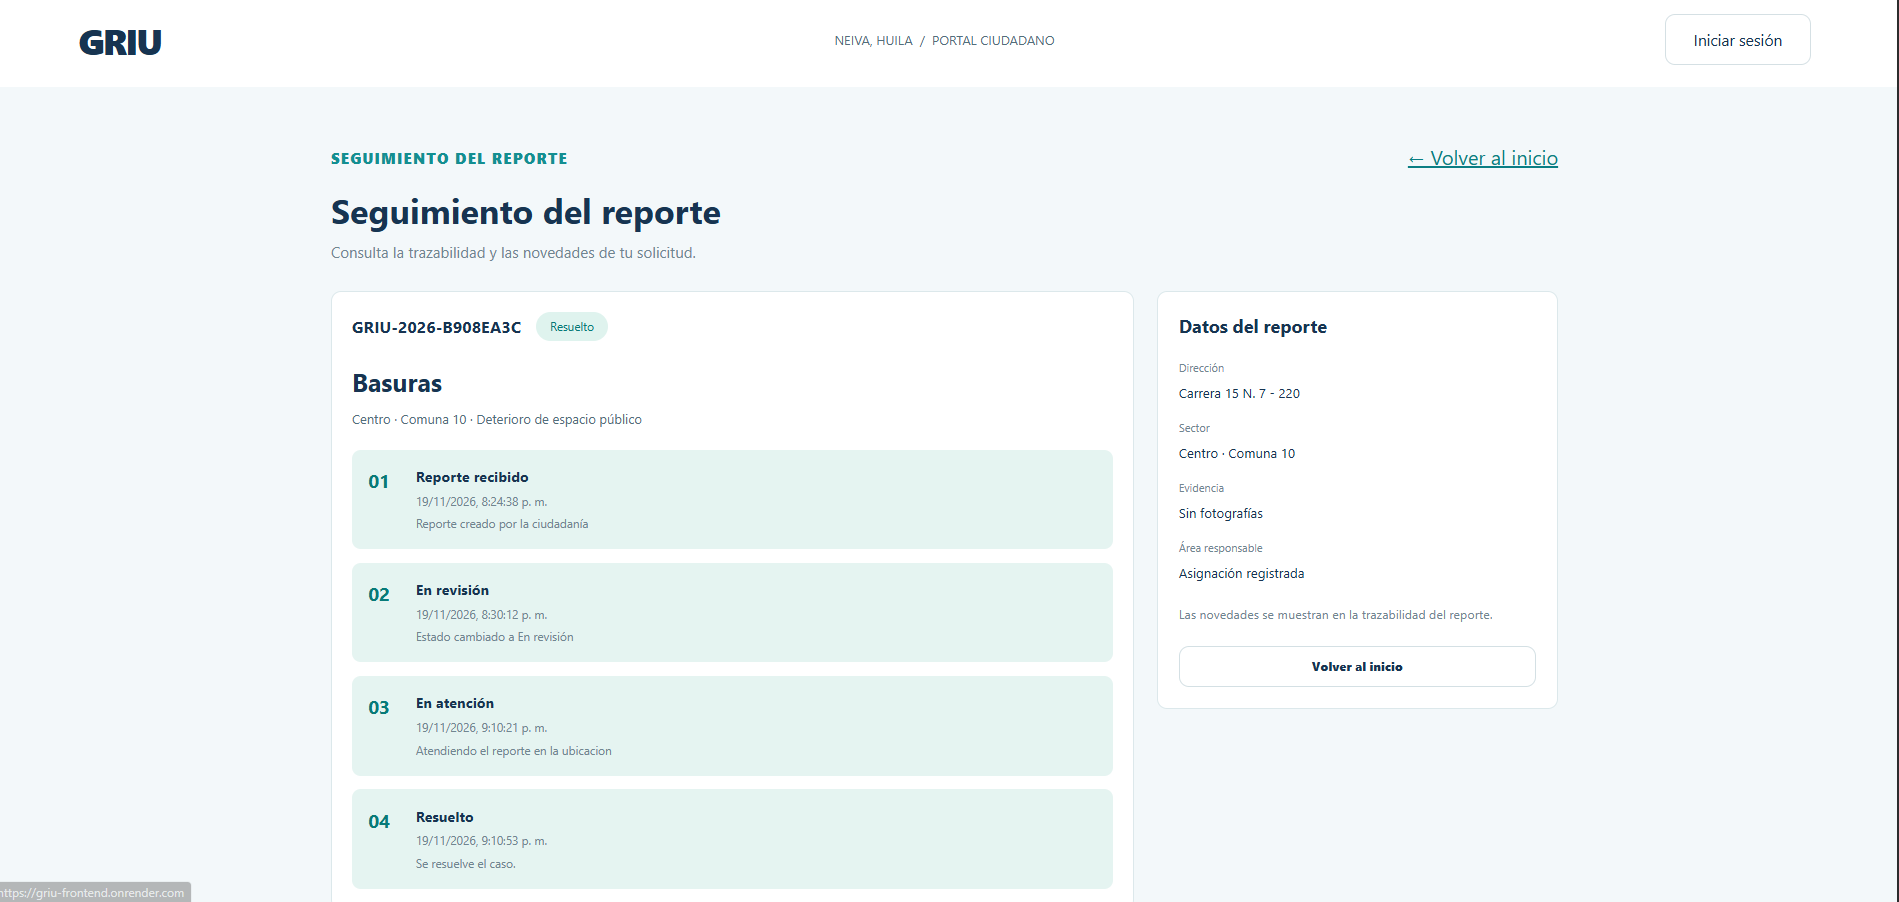 GRIU
NEIVA, HUILA / PORTAL CIUDADANO
Iniciar sesión
SEGUIMIENTO DEL REPORTE
← Volver al inicio
Seguimiento del reporte
Consulta la trazabilidad y las novedades de tu solicitud.
GRIU-2026-B908EA3C
Resuelto
Basuras
Centro · Comuna 10 · Deterioro de espacio público
01
Reporte recibido
19/11/2026, 8:24:38 p. m.
Reporte creado por la ciudadanía
02
En revisión
19/11/2026, 8:30:12 p. m.
Estado cambiado a En revisión
03
En atención
19/11/2026, 9:10:21 p. m.
Atendiendo el reporte en la ubicacion
04
Resuelto
19/11/2026, 9:10:53 p. m.
Se resuelve el caso.
Datos del reporte
Dirección
Carrera 15 N. 7 - 220
Sector
Centro · Comuna 10
Evidencia
Sin fotografías
Área responsable
Asignación registrada
Las novedades se muestran en la trazabilidad del reporte.
Volver al inicio
https://griu-frontend.onrender.com